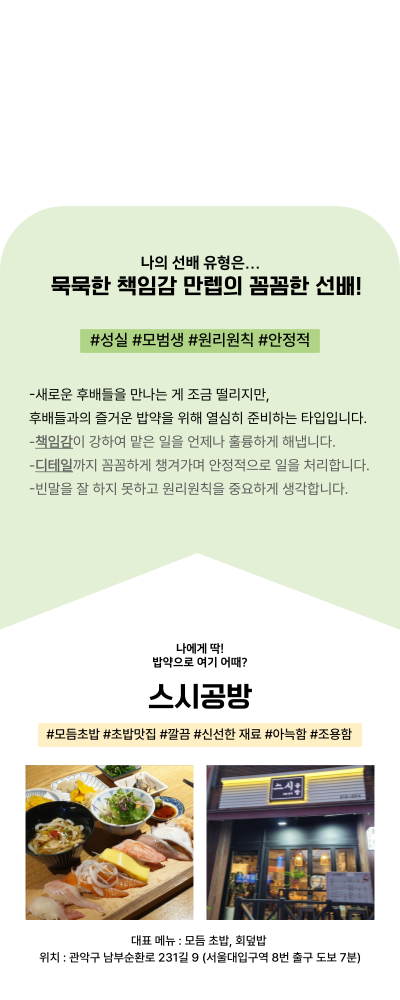 나의 선배 유형은...
묵묵한 책임감 만렙의 꼼꼼한 선배!
#성실 #모범생 #원리원칙 #안정적
-새로운 후배들을 만나는 게 조금 떨리지만,
후배들과의 즐거운 밥약을 위해 열심히 준비하는 타입입니다.
-책임감이 강하여 맡은 일을 언제나 훌륭하게 해냅니다.
-디테일까지 꼼꼼하게 챙겨가며 안정적으로 일을 처리합니다.
-빈말을 잘 하지 못하고 원리원칙을 중요하게 생각합니다.
나에게 딱!
밥약으로 여기 어때?
스시공방
#모듬초밥 #초밥맛집 #깔끔 #신선한 재료 #아늑함 #조용함
스시공방
대표 메뉴 : 모듬 초밥, 회덮밥
위치 : 관악구 남부순환로 231길 9 (서울대입구역 8번 출구 도보 7분)